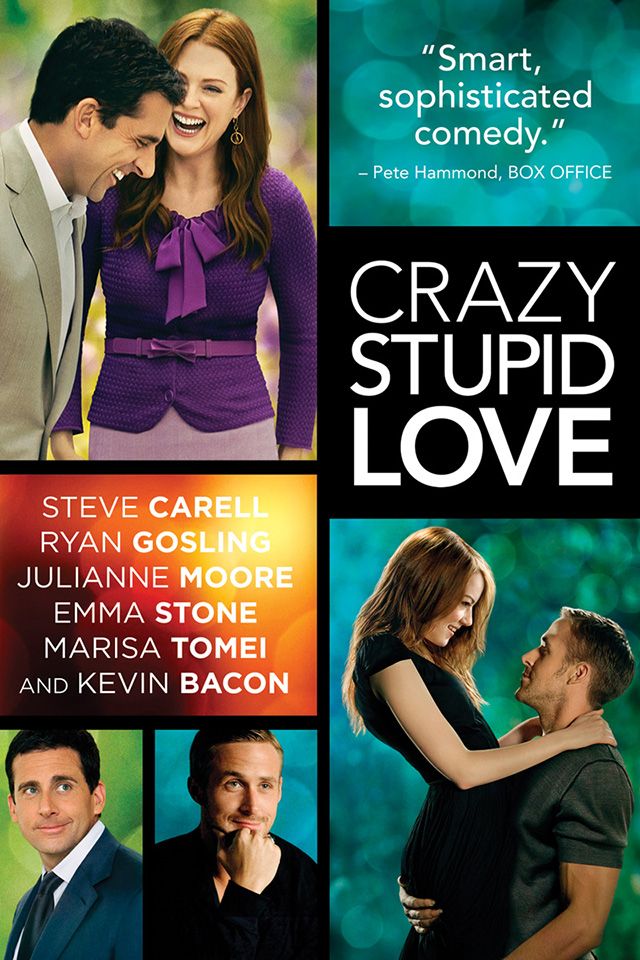 “Smart,
sophisticated
comedy.”
– Pete Hammond, BOX OFFICE
CRAZY
STUPID
LOVE
STEVE CARELL
RYAN GOSLING
JULIANNE MOORE
EMMA STONE
MARISA TOMEI
AND KEVIN BACON